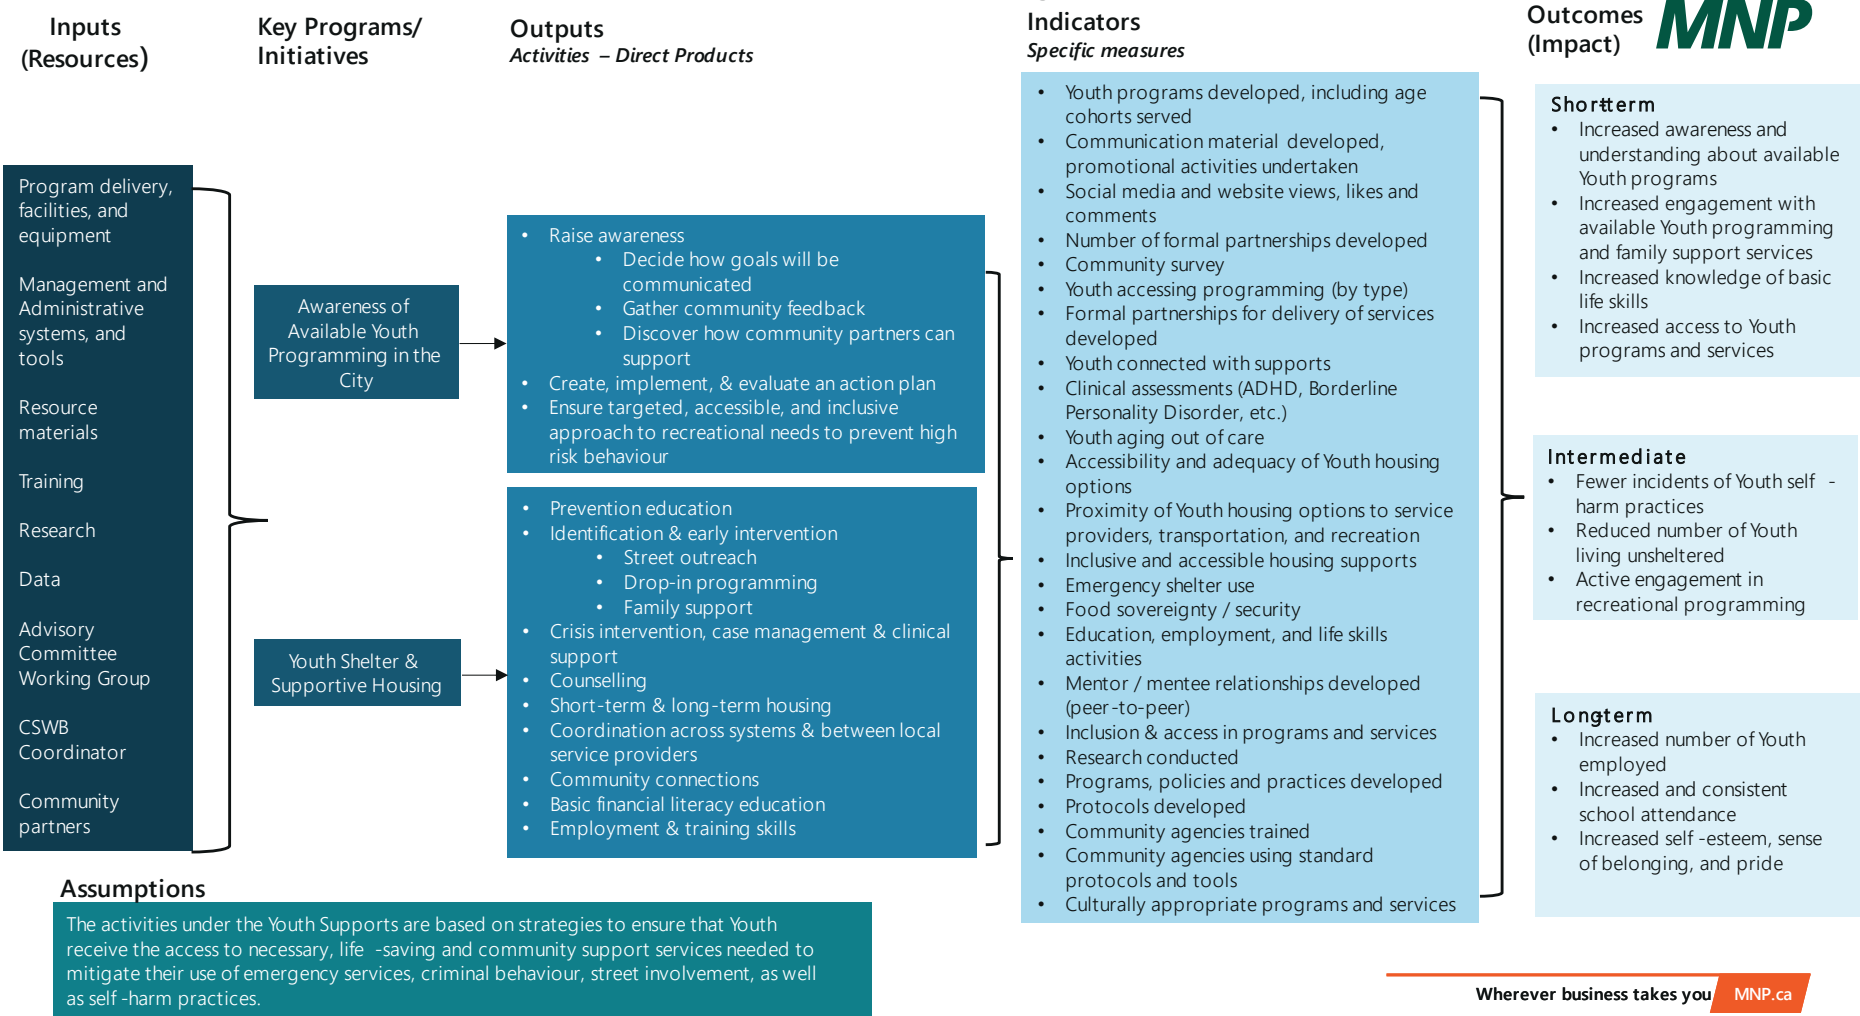 Inputs
(Resources)
Key Programs/
Initiatives
Outputs
Activities – Direct Products
Indicators
Specific measures
Outcomes
(Impact)
MNP
Program delivery,
facilities, and
equipment
Management and
Administrative
systems, and
tools
Resource
materials
Training
Research
Data
Advisory
Committee
Working Group
CSWB
Coordinator
Community
partners
Awareness of
Available Youth
Programming in the
City
Youth Shelter &
Supportive Housing
• Raise awareness
• Decide how goals will be
communicated
• Gather community feedback
• Discover how community partners can
support
• Create, implement, & evaluate an action plan
• Ensure targeted, accessible, and inclusive
approach to recreational needs to prevent high
risk behaviour
• Prevention education
• Identification & early intervention
• Street outreach
• Drop-in programming
• Family support
• Crisis intervention, case management & clinical
support
• Counselling
• Short-term & long-term housing
• Coordination across systems & between local
service providers
• Community connections
• Basic financial literacy education
• Employment & training skills
• Youth programs developed, including age
cohorts served
• Communication material developed,
promotional activities undertaken
• Social media and website views, likes and
comments
• Number of formal partnerships developed
• Community survey
• Youth accessing programming (by type)
• Formal partnerships for delivery of services
developed
• Youth connected with supports
• Clinical assessments (ADHD, Borderline
Personality Disorder, etc.)
• Youth aging out of care
• Accessibility and adequacy of Youth housing
options
• Proximity of Youth housing options to service
providers, transportation, and recreation
• Inclusive and accessible housing supports
• Emergency shelter use
• Food sovereignty / security
• Education, employment, and life skills
activities
• Mentor / mentee relationships developed
(peer-to-peer)
• Inclusion & access in programs and services
• Research conducted
• Programs, policies and practices developed
• Protocols developed
• Community agencies trained
• Community agencies using standard
protocols and tools
• Culturally appropriate programs and services
Short-term
• Increased awareness and
understanding about available
Youth programs
• Increased engagement with
available Youth programming
and family support services
• Increased knowledge of basic
life skills
• Increased access to Youth
programs and services
Intermediate
• Fewer incidents of Youth self -
harm practices
• Reduced number of Youth
living unsheltered
• Active engagement in
recreational programming
Long-term
• Increased number of Youth
employed
• Increased and consistent
school attendance
• Increased self -esteem, sense
of belonging, and pride
Assumptions
The activities under the Youth Supports are based on strategies to ensure that Youth
receive the access to necessary, life -saving and community support services needed to
mitigate their use of emergency services, criminal behaviour, street involvement, as well
as self -harm practices.
Wherever business takes you
MNP.ca